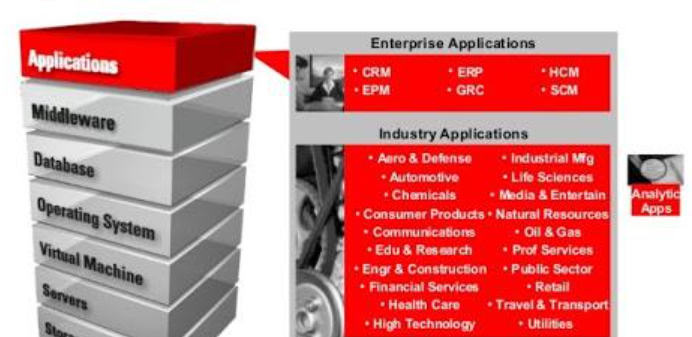 Applications
Middleware
Database
Operating System
Virtual Machine
Servers
Enterprise Applications
• CRM • ERP • HCM
• EPM • GRC • SCM
Industry Applications
• Aero & Defense • Industrial Mfg
• Automotive • Life Sciences
• Chemicals • Media & Entertain
• Consumer Products • Natural Resources
• Communications • Oil & Gas
• Edu & Research • Prof Services
• Engr & Construction • Public Sector
• Financial Services • Retail
• Health Care • Travel & Transport
• High Technology • Utilities
Analytic
Apps